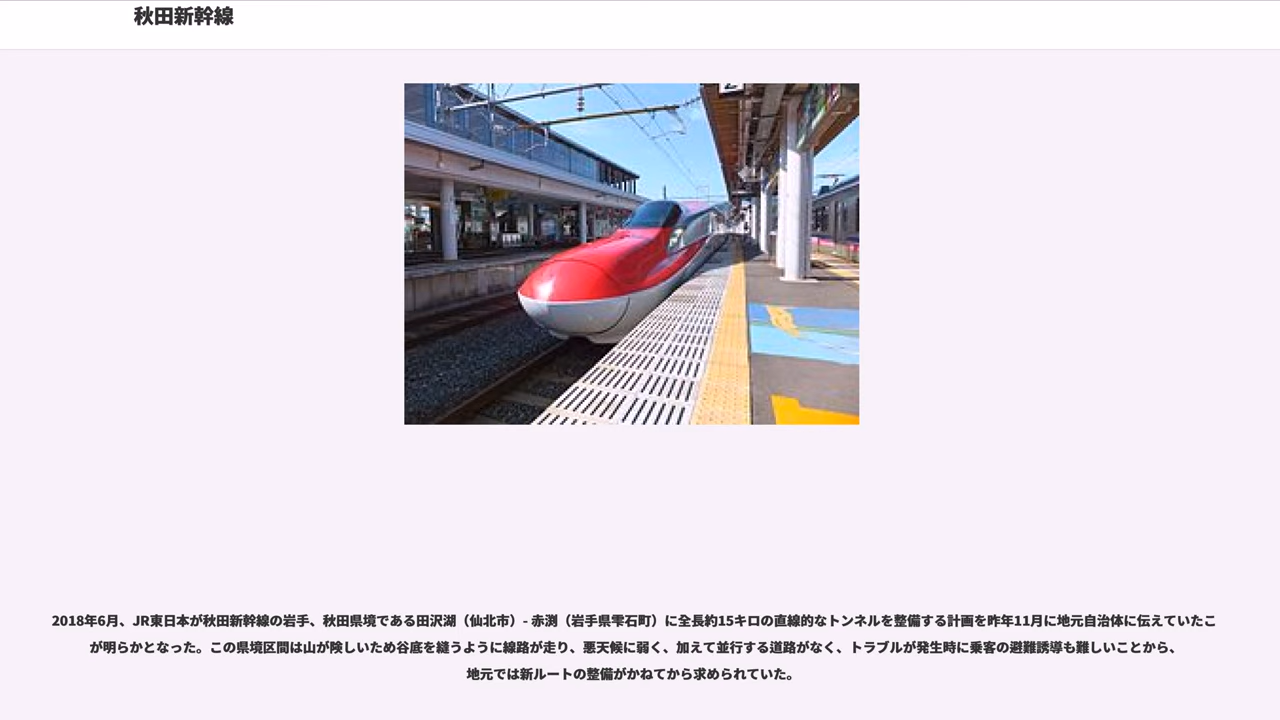 秋田新幹線
2018年6月、JR東日本が秋田新幹線の岩手、秋田県境である田沢湖（仙北市）- 赤渕（岩手県雫石町）に全長約15キロの直線的なトンネルを整備する計画を昨年11月に地元自治体に伝えていたこ
が明らかとなった。この県境区間は山が険しいため谷底を縫うように線路が走り、悪天候に弱く、加えて並行する道路がなく、トラブルが発生時に乗客の避難誘導も難しいことから、
地元では新ルートの整備がかねてから求められていた。